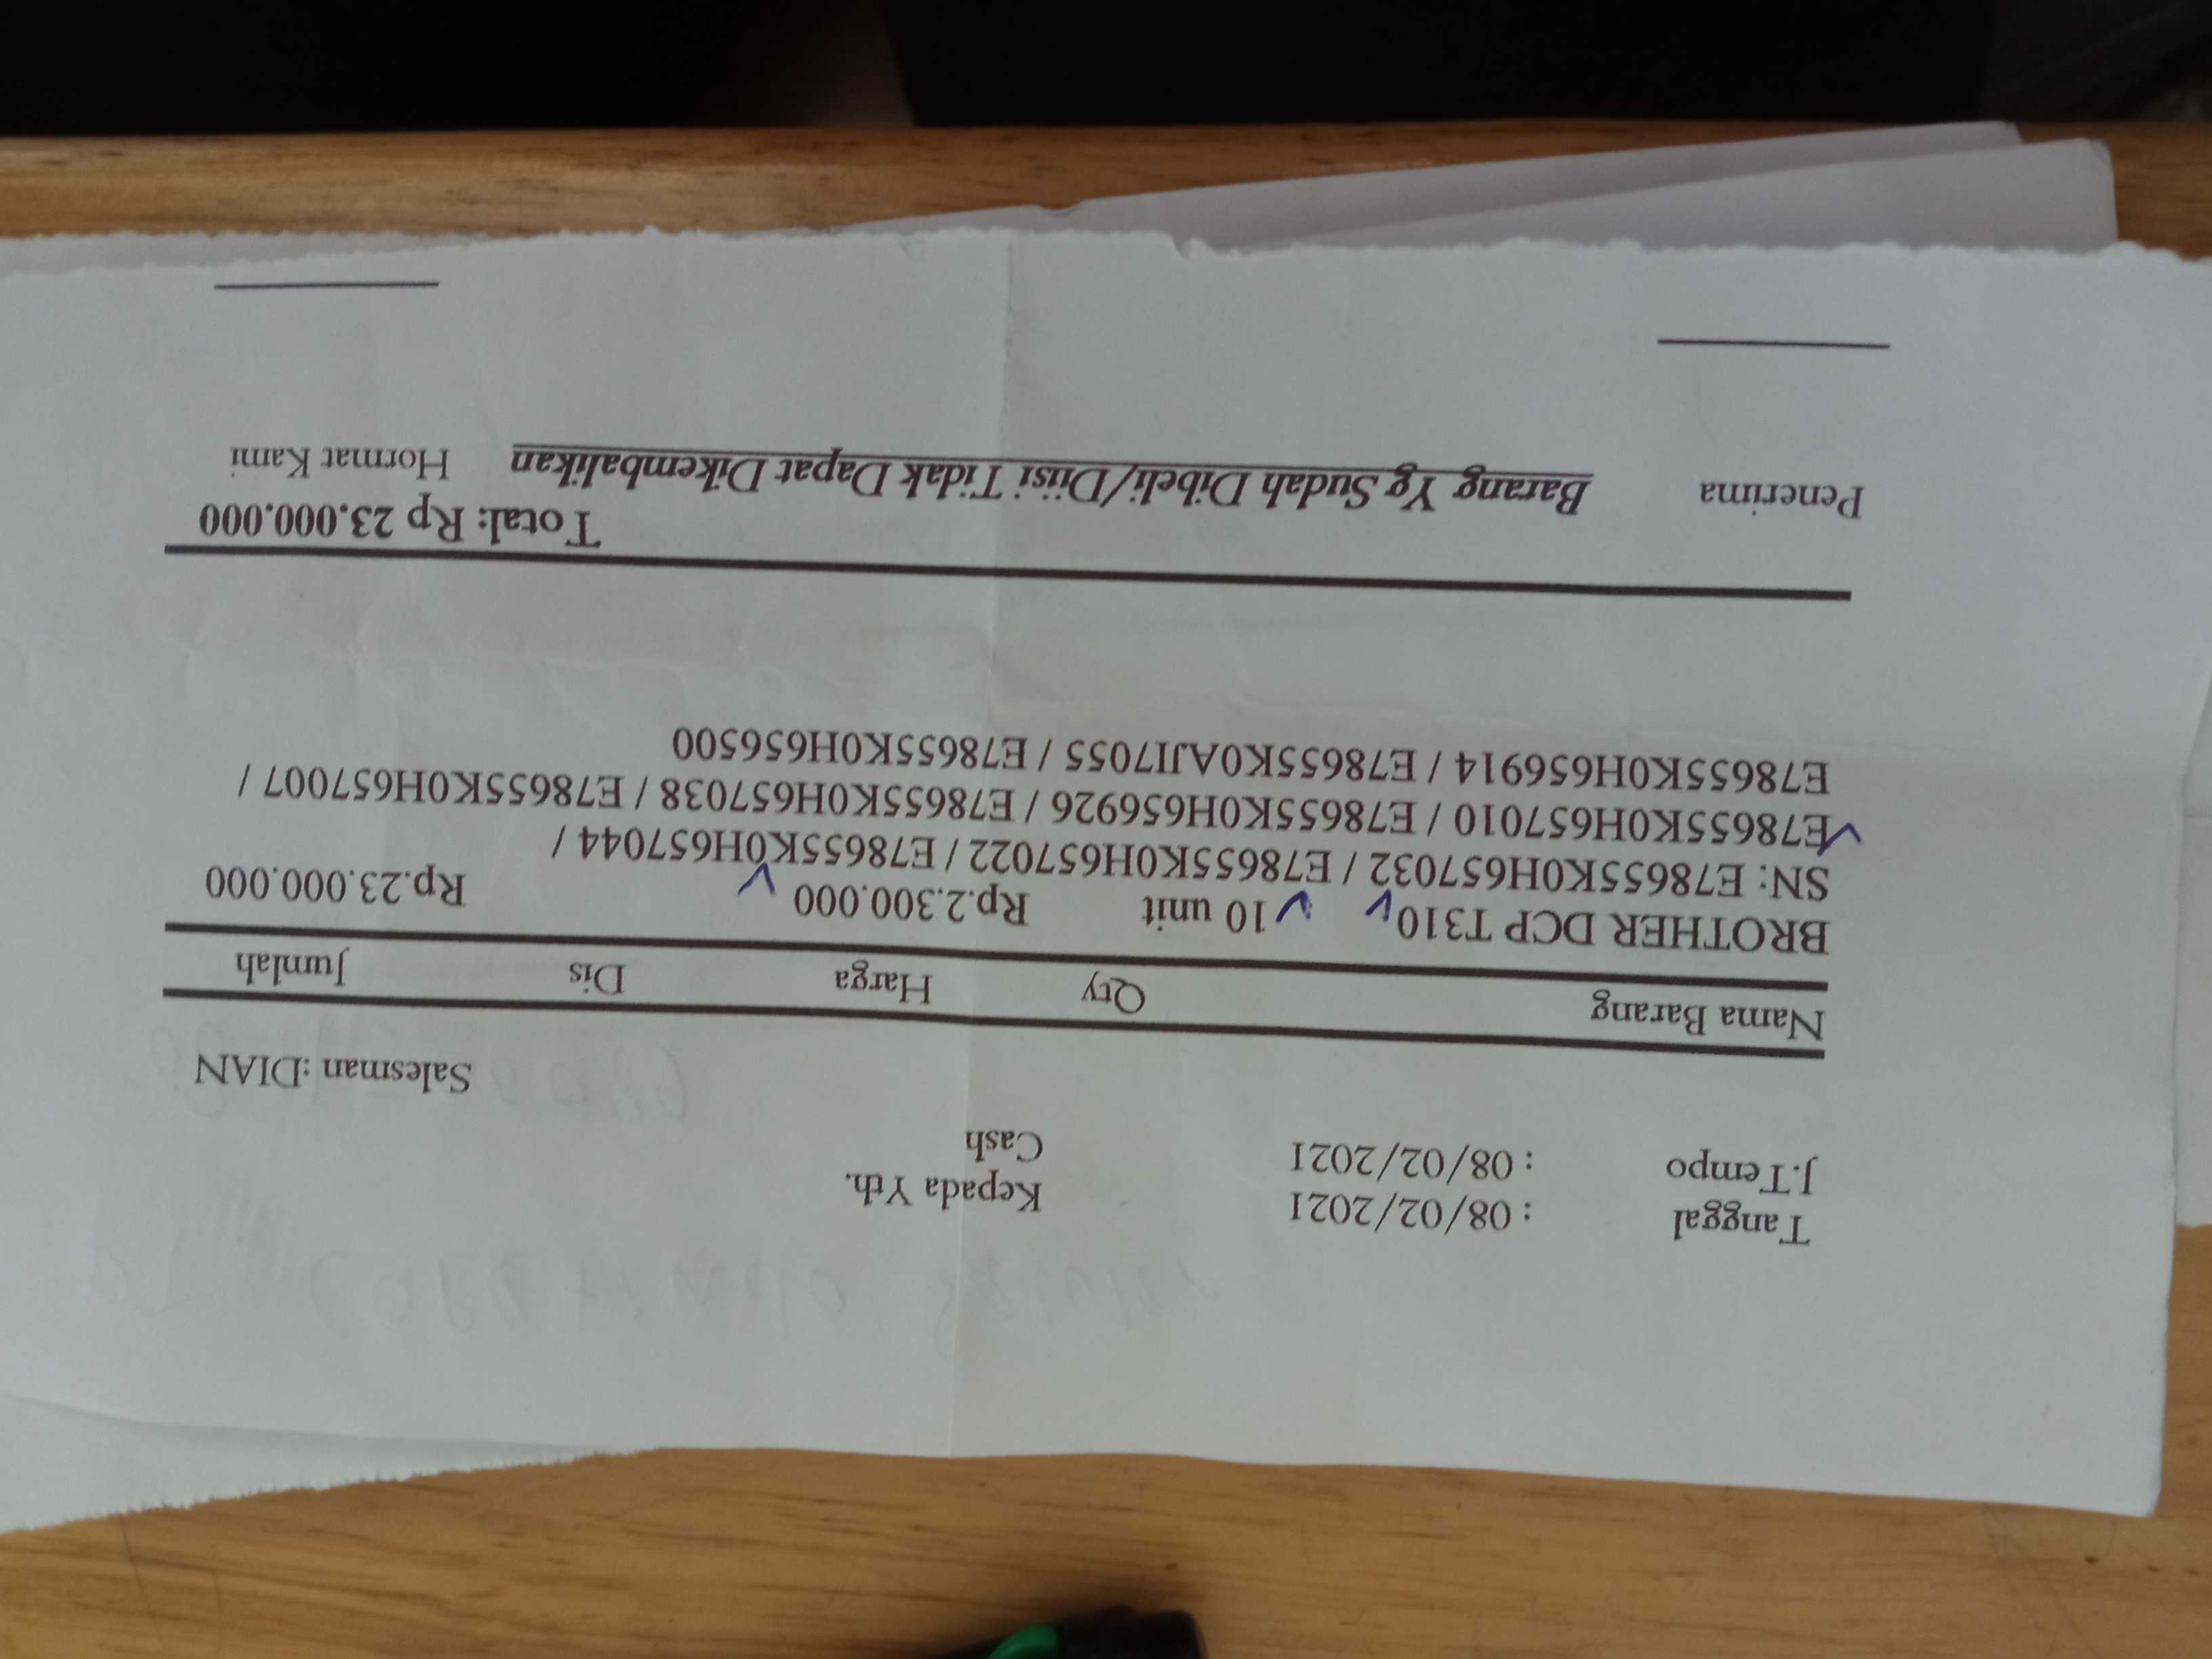 Tanggal : 08/02/2021 Kepada Yth.
J.Tempo : 08/02/2021 Cash
Salesman :DIAN
Nama Barang Qty Harga Dis Jumlah
BROTHER DCP T310 10 unit Rp.2.300.000 Rp.23.000.000
SN: E78655K0H657032 / E78655K0H657022 / E78655K0H657044 /
E78655K0H657010 / E78655K0H656926 / E78655K0H657038 / E78655K0H657007 /
E78655K0H656914 / E78655K0AJI7055 / E78655K0H656500
Total: Rp 23.000.000
Penerima Barang Yg Sudah Dibeli/Diisi Tidak Dapat Dikembalikan Hormat Kami